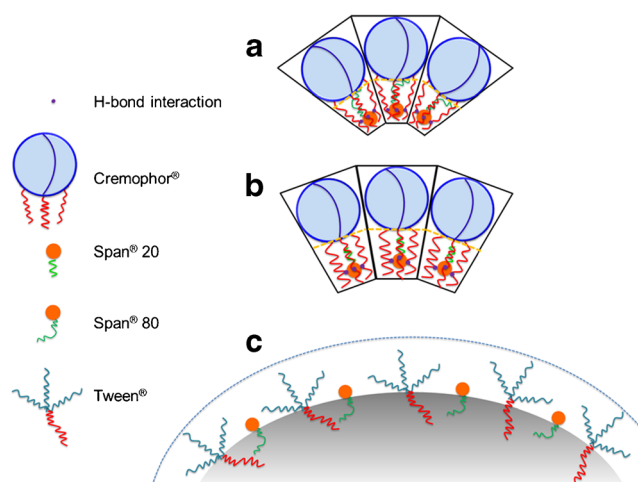 a
H-bond interaction
Cremophor®
b
Span® 20
Span® 80
c
Tween®